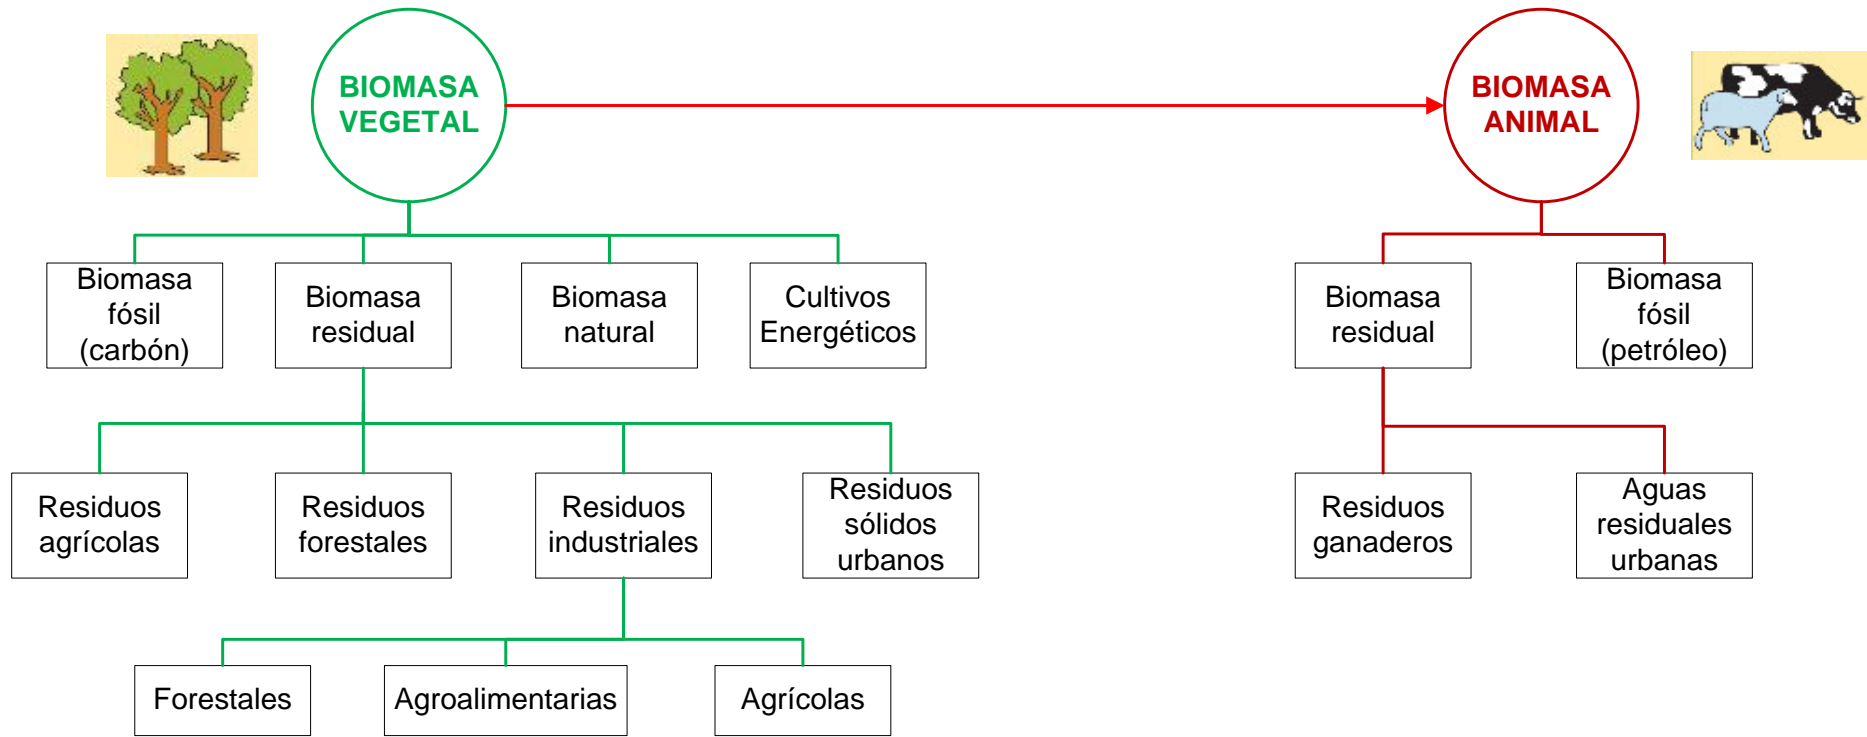 BIOMASA
VEGETAL
BIOMASA
ANIMAL
Biomasa
fósil
(carbón)
Biomasa
residual
Biomasa
natural
Cultivos
Energéticos
Biomasa
residual
Biomasa
fósil
(petróleo)
Residuos
agrícolas
Residuos
forestales
Residuos
industriales
Residuos
sólidos
urbanos
Residuos
ganaderos
Aguas
residuales
urbanas
Forestales
Agroalimentarias
Agrícolas